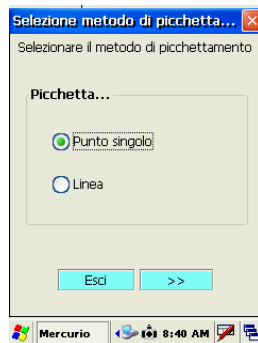 Selezione metodo di picchetta...
Selezionare il metodo di picchettamento
Picchetta...
Punto singolo
Linea
Esci >>
Mercurio 8:40 AM